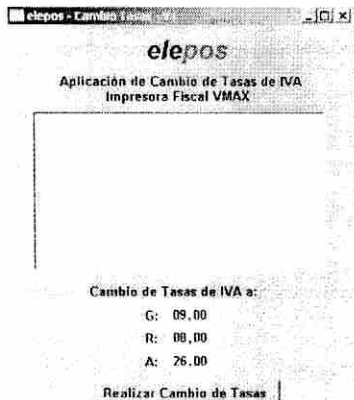 elepos - Cambio Tasas
elepos
Aplicación de Cambio de Tasas de IVA
Impresora Fiscal VMAX
Cambio de Tasas de IVA a:
G: 09,00
R: 08,00
A: 26,00
Realizar Cambio de Tasas